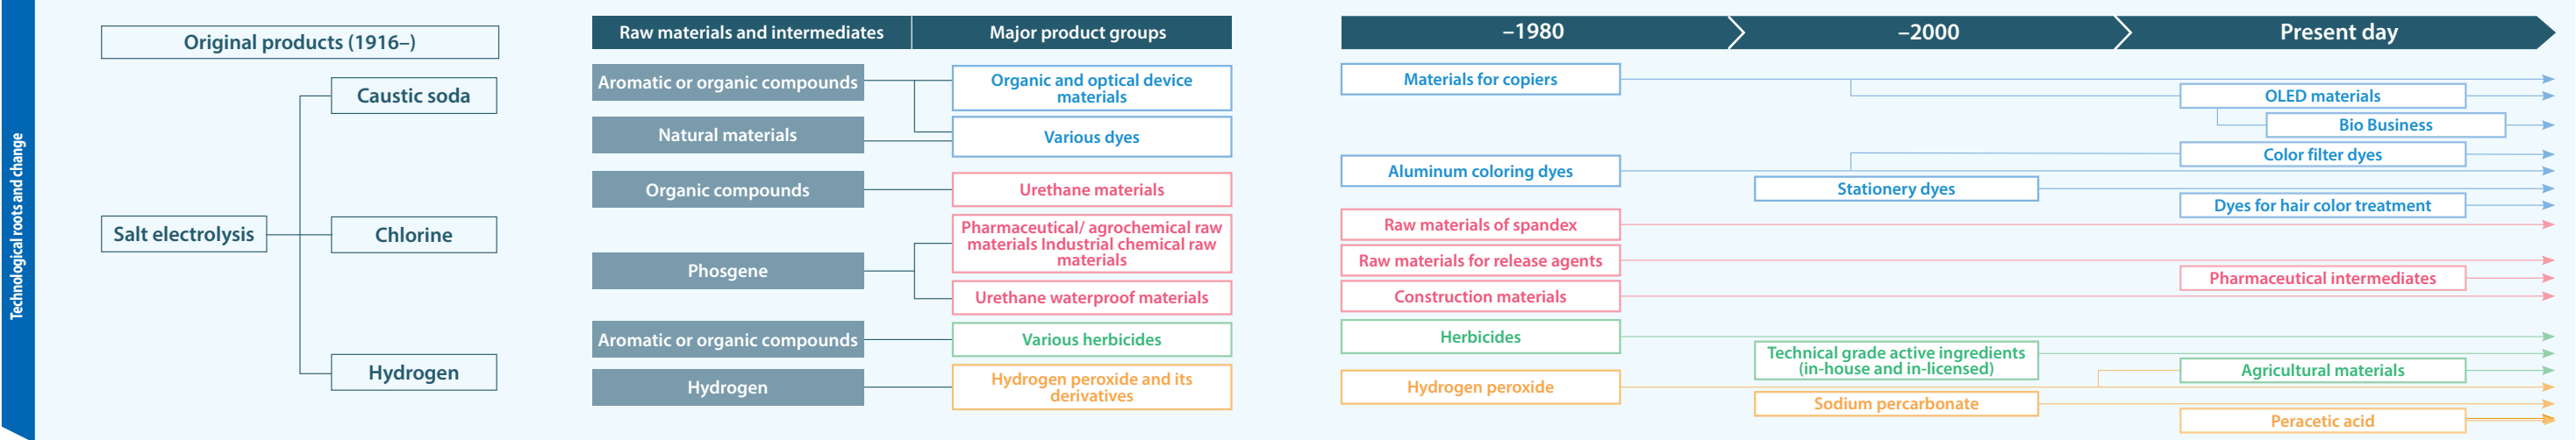 Technological roots and change
Original products (1916–)
Salt electrolysis
Caustic soda
Chlorine
Hydrogen
Raw materials and intermediates
Major product groups
Aromatic or organic compounds
Natural materials
Organic compounds
Phosgene
Aromatic or organic compounds
Hydrogen
Organic and optical device
materials
Various dyes
Urethane materials
Pharmaceutical/ agrochemical raw
materials Industrial chemical raw
materials
Urethane waterproof materials
Various herbicides
Hydrogen peroxide and its
derivatives
–1980
–2000
Present day
Materials for copiers
OLED materials
Bio Business
Color filter dyes
Aluminum coloring dyes
Stationery dyes
Dyes for hair color treatment
Raw materials of spandex
Raw materials for release agents
Pharmaceutical intermediates
Construction materials
Herbicides
Technical grade active ingredients
(in-house and in-licensed)
Agricultural materials
Hydrogen peroxide
Sodium percarbonate
Peracetic acid